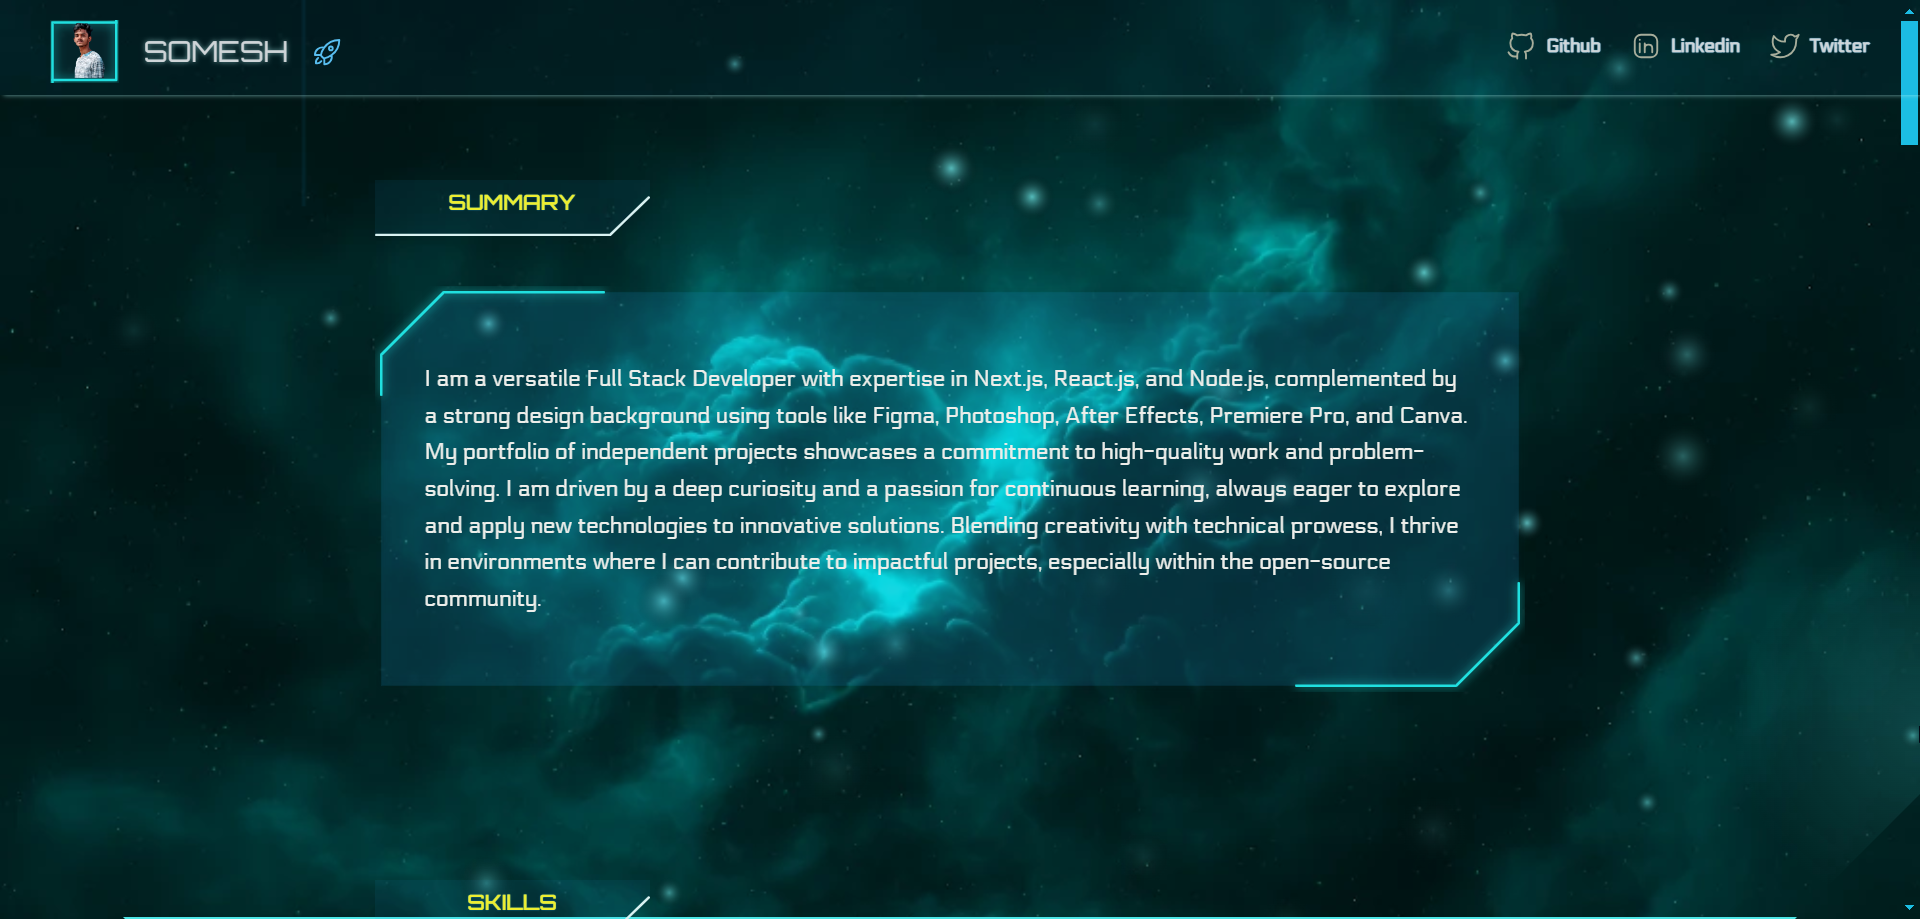 SOMESH
Github
Linkedin
Twitter
SUMMARY
I am a versatile Full Stack Developer with expertise in Next.js, React.js, and Node.js, complemented by
a strong design background using tools like Figma, Photoshop, After Effects, Premiere Pro, and Canva.
My portfolio of independent projects showcases a commitment to high-quality work and problem-
solving. I am driven by a deep curiosity and a passion for continuous learning, always eager to explore
and apply new technologies to innovative solutions. Blending creativity with technical prowess, I thrive
in environments where I can contribute to impactful projects, especially within the open-source
community.
SKILLS